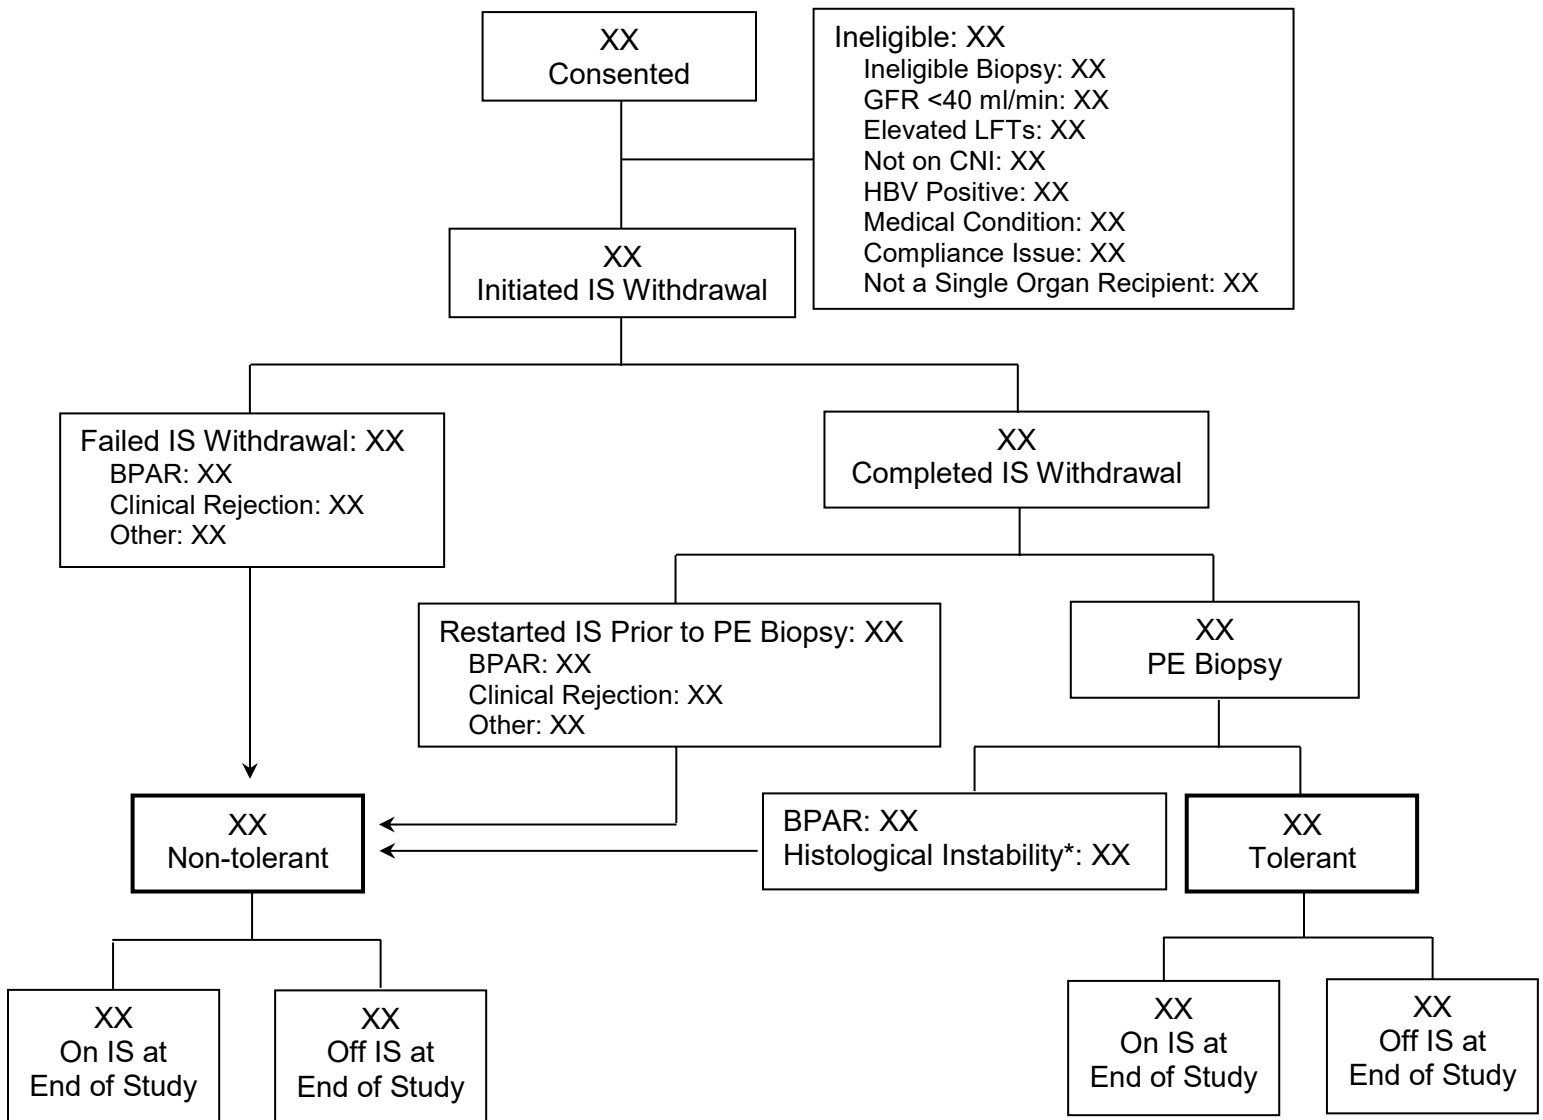 XX
Consented
Ineligible: XX
Ineligible Biopsy: XX
GFR <40 ml/min: XX
Elevated LFTs: XX
Not on CNI: XX
HBV Positive: XX
Medical Condition: XX
Compliance Issue: XX
Not a Single Organ Recipient: XX
XX
Initiated IS Withdrawal
Failed IS Withdrawal: XX
BPAR: XX
Clinical Rejection: XX
Other: XX
XX
Completed IS Withdrawal
Restarted IS Prior to PE Biopsy: XX
BPAR: XX
Clinical Rejection: XX
Other: XX
XX
PE Biopsy
XX
Non-tolerant
BPAR: XX
Histological Instability*: XX
XX
Tolerant
XX
On IS at
End of Study
XX
Off IS at
End of Study
XX
On IS at
End of Study
XX
Off IS at
End of Study